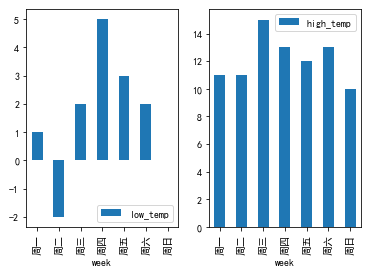 5
4
3
2
1
0
−1
−2
low_temp
周一
周二
周三
周四
周五
周六
周日
week
14
12
10
8
6
4
2
0
high_temp
周一
周二
周三
周四
周五
周六
周日
week